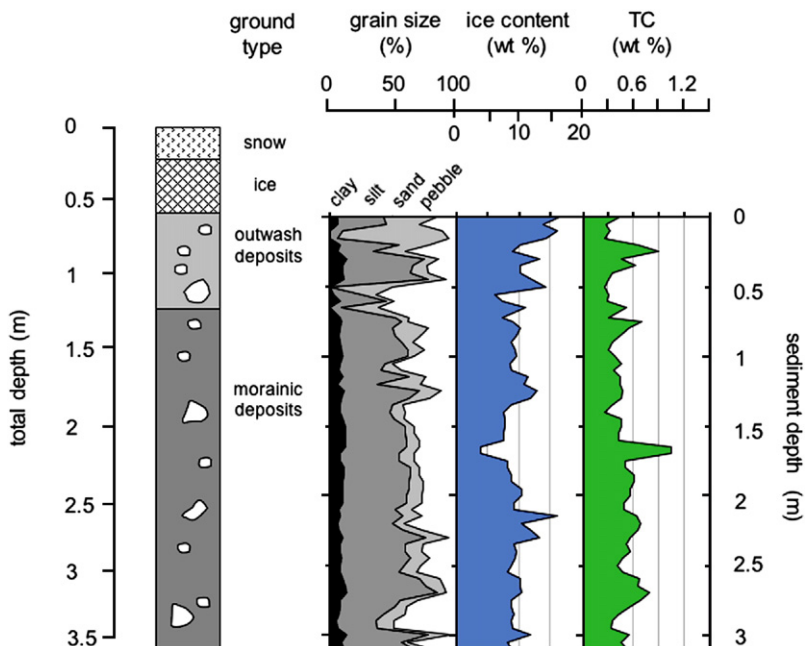 ground type
grain size (%)
ice content (wt %)
TC (wt %)
0 50 100
0 10 20
0 0.6 1.2
total depth (m)
0
0.5
1
1.5
2
2.5
3
3.5
snow
ice
outwash deposits
morainic deposits
clay
silt
sand
pebble
0
0.5
1
1.5
2
2.5
3
sediment depth (m)